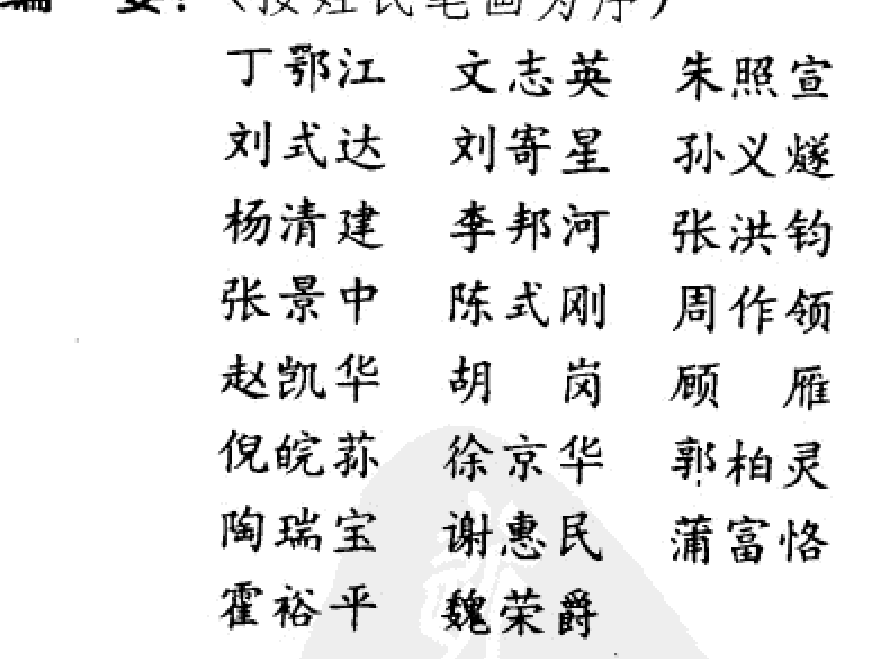 编 委:(按姓氏笔画为序)
丁鄂江 文志英 朱照宣
刘式达 刘寄星 孙义燧
杨清建 李邦河 张洪钧
张景中 陈式刚 周作领
赵凯华 胡 岗 顾 雁
倪皖荪 徐京华 郭柏灵
陶瑞宝 谢惠民 蒲富恪
霍裕平 魏荣爵